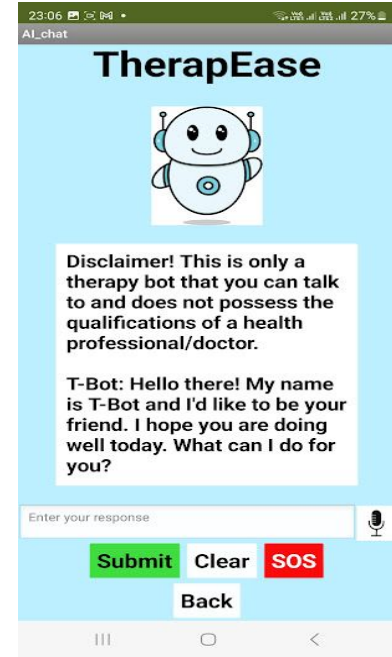 23:06 27%
AI_chat
TherapEase
Disclaimer! This is only a
therapy bot that you can talk
to and does not possess the
qualifications of a health
professional/doctor.
T-Bot: Hello there! My name
is T-Bot and I'd like to be your
friend. I hope you are doing
well today. What can I do for
you?
Enter your response
Submit Clear SOS
Back